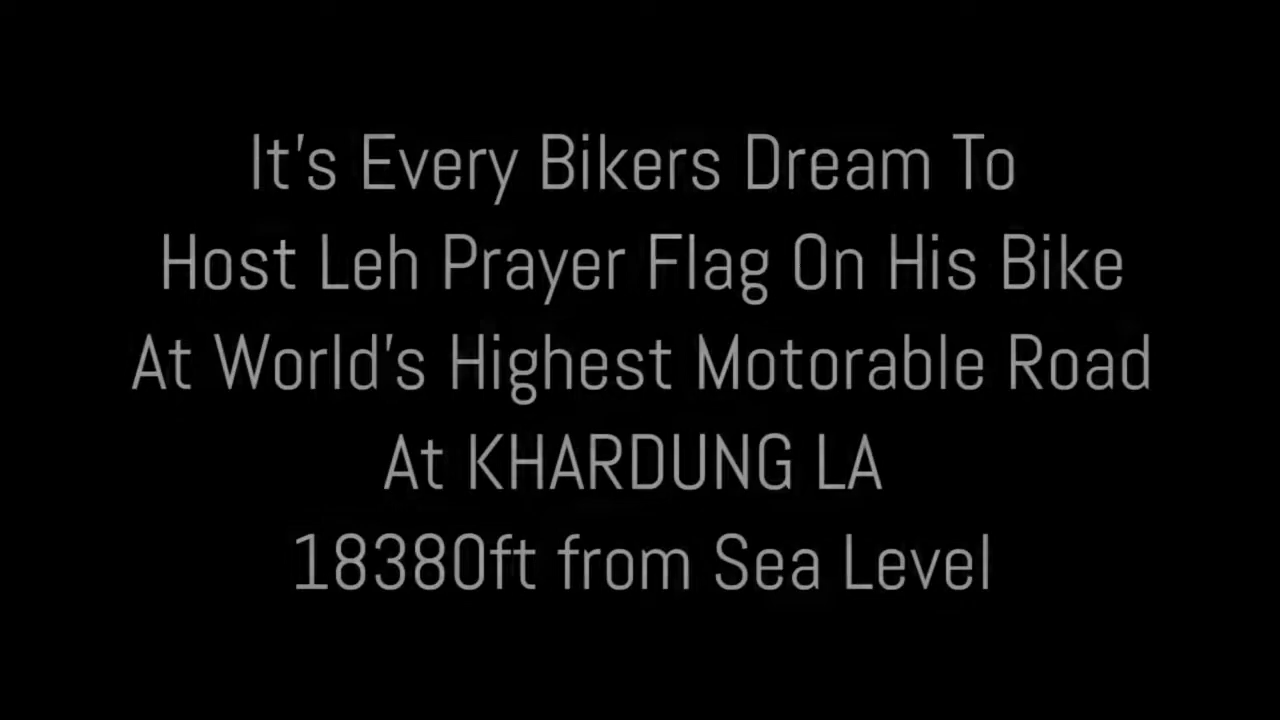 It's Every Bikers Dream To
Host Leh Prayer Flag On His Bike
At World's Highest Motorable Road
At KHARDUNG LA
18380ft from Sea Level